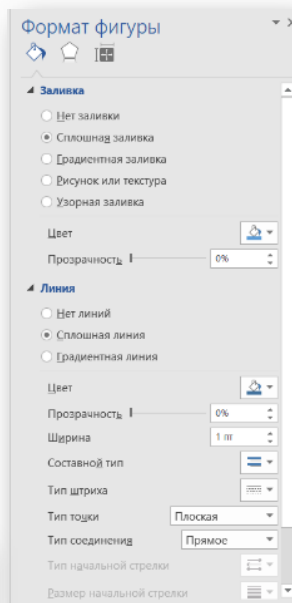 Формат фигуры
Заливка
Нет заливки
Сплошная заливка
Градиентная заливка
Рисунок или текстура
Узорная заливка
Цвет
Прозрачность 0%
Линия
Нет линий
Сплошная линия
Градиентная линия
Цвет
Прозрачность 0%
Ширина 1 пт
Составной тип
Тип штриха
Тип точки Плоская
Тип соединения Прямое
Тип начальной стрелки
Размер начальной стрелки